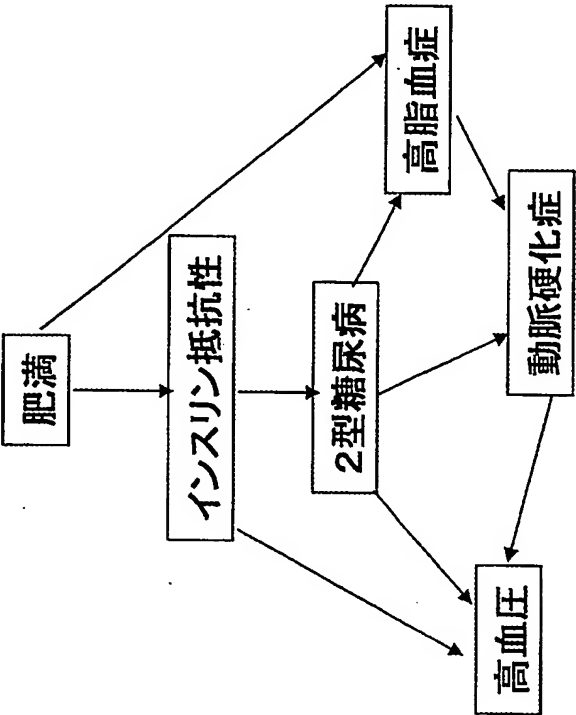 肥満
インスリン抵抗性
2型糖尿病
高脂血症
動脈硬化症
高血圧